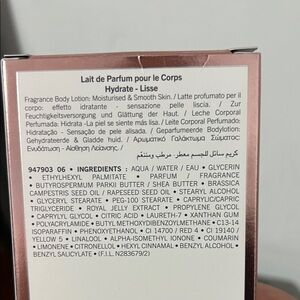 Lait de Parfum pour le Corps
Hydrate - Lisse
Fragrance Body Lotion: Moisturised & Smooth Skin. / Latte profumato per il
corpo: effetto idratante - sensazione pelle liscia. / Zur
Feuchtigkeitsversorgung und Glättung der Haut. / Leche Corporal
Perfumada: Hidrata -La piel se siente más lisa. / Leite Corporal Perfumado:
Hidratação - Sensação de pele alisada. / Geparfumeerde Bodylotion:
Gehydrateerde & Gladde huid. / Αρωματικό Γαλάκτωμα Σώματος:
Ενυδάτωση - Αίσθηση Λείανσης. /
كريم سائل للجسم معطر. مرطب ومنعّم
947903 06 • INGREDIENTS : AQUA / WATER / EAU • GLYCERIN
• ETHYLHEXYL PALMITATE • PARFUM / FRAGRANCE
BUTYROSPERMUM PARKII BUTTER / SHEA BUTTER • BRASSICA
CAMPESTRIS SEED OIL / RAPESEED SEED OIL • STEARYL ALCOHOL
• GLYCERYL STEARATE • PEG-100 STEARATE • CAPRYLIC/CAPRIC
TRIGLYCERIDE • ROYAL JELLY EXTRACT • PROPYLENE GLYCOL
• CAPRYLYL GLYCOL • CITRIC ACID • LAURETH-7 • XANTHAN GUM
• POLYACRYLAMIDE • BUTYL METHOXYDIBENZOYLMETHANE • C13-14
ISOPARAFFIN • PHENOXYETHANOL • CI 14700 / RED 4 • CI 19140 /
YELLOW 5 • LINALOOL • ALPHA-ISOMETHYL IONONE • COUMARIN
• LIMONENE • CITRONELLOL • HEXYL CINNAMAL • BENZYL ALCOHOL •
BENZYL SALICYLATE • (F.I.L. N283679/2)